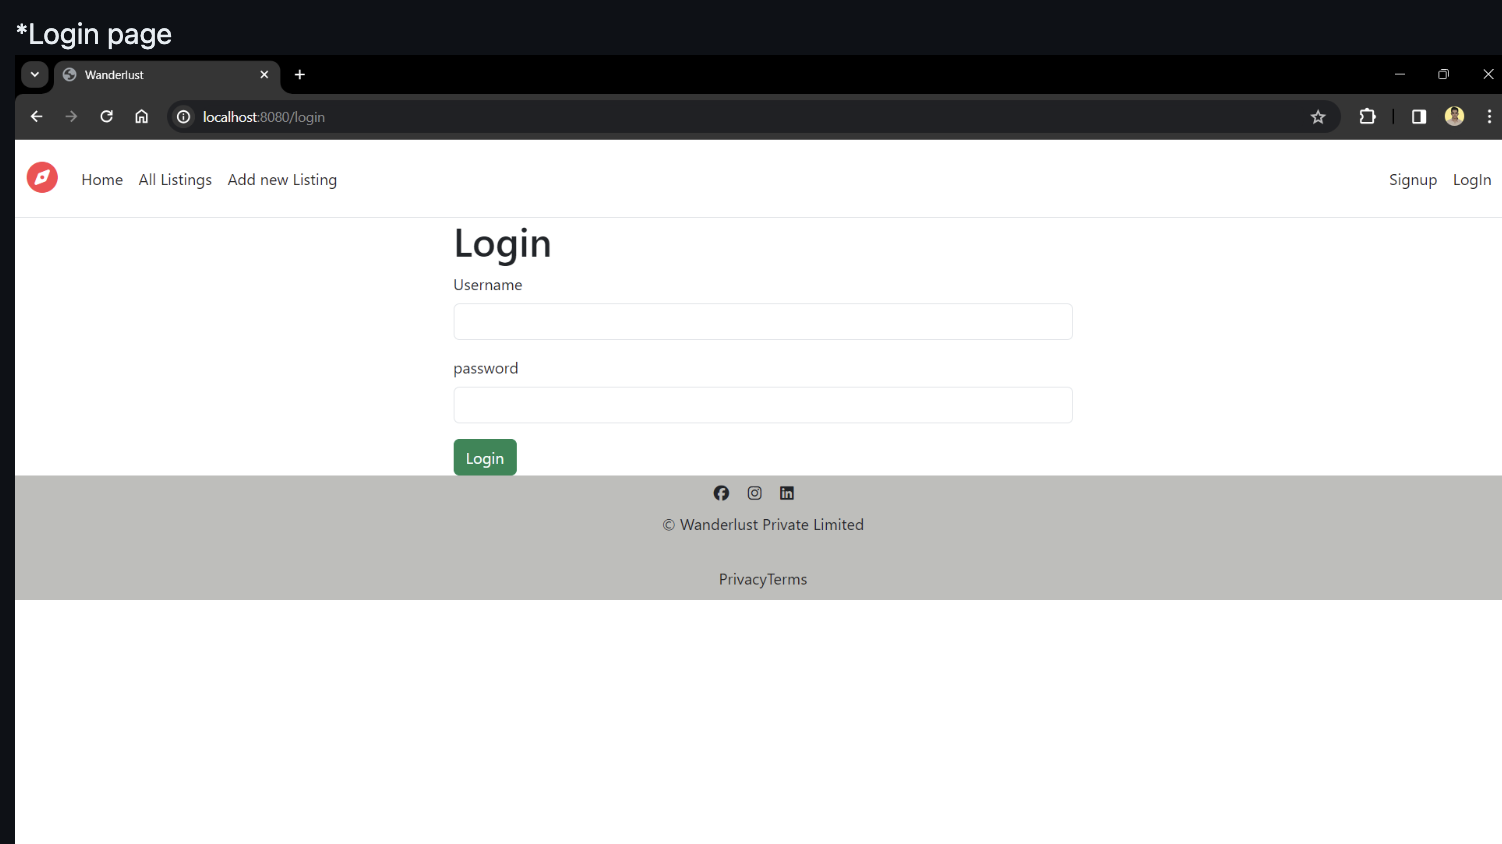 *Login page
Wanderlust
localhost:8080/login
Home All Listings Add new Listing Signup LogIn
Login
Username
password
Login
© Wanderlust Private Limited
PrivacyTerms